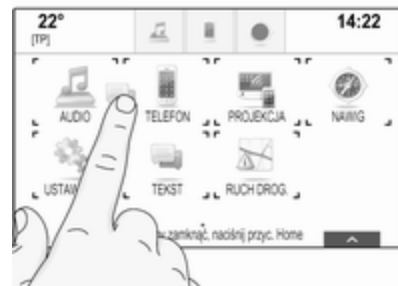 22° 14:22
[TP]
AUDIO TELEFON PROJEKCJA NAWIG
USTAW TEKST RUCH DROG.
zamknąć, naciśnij przyc. Home